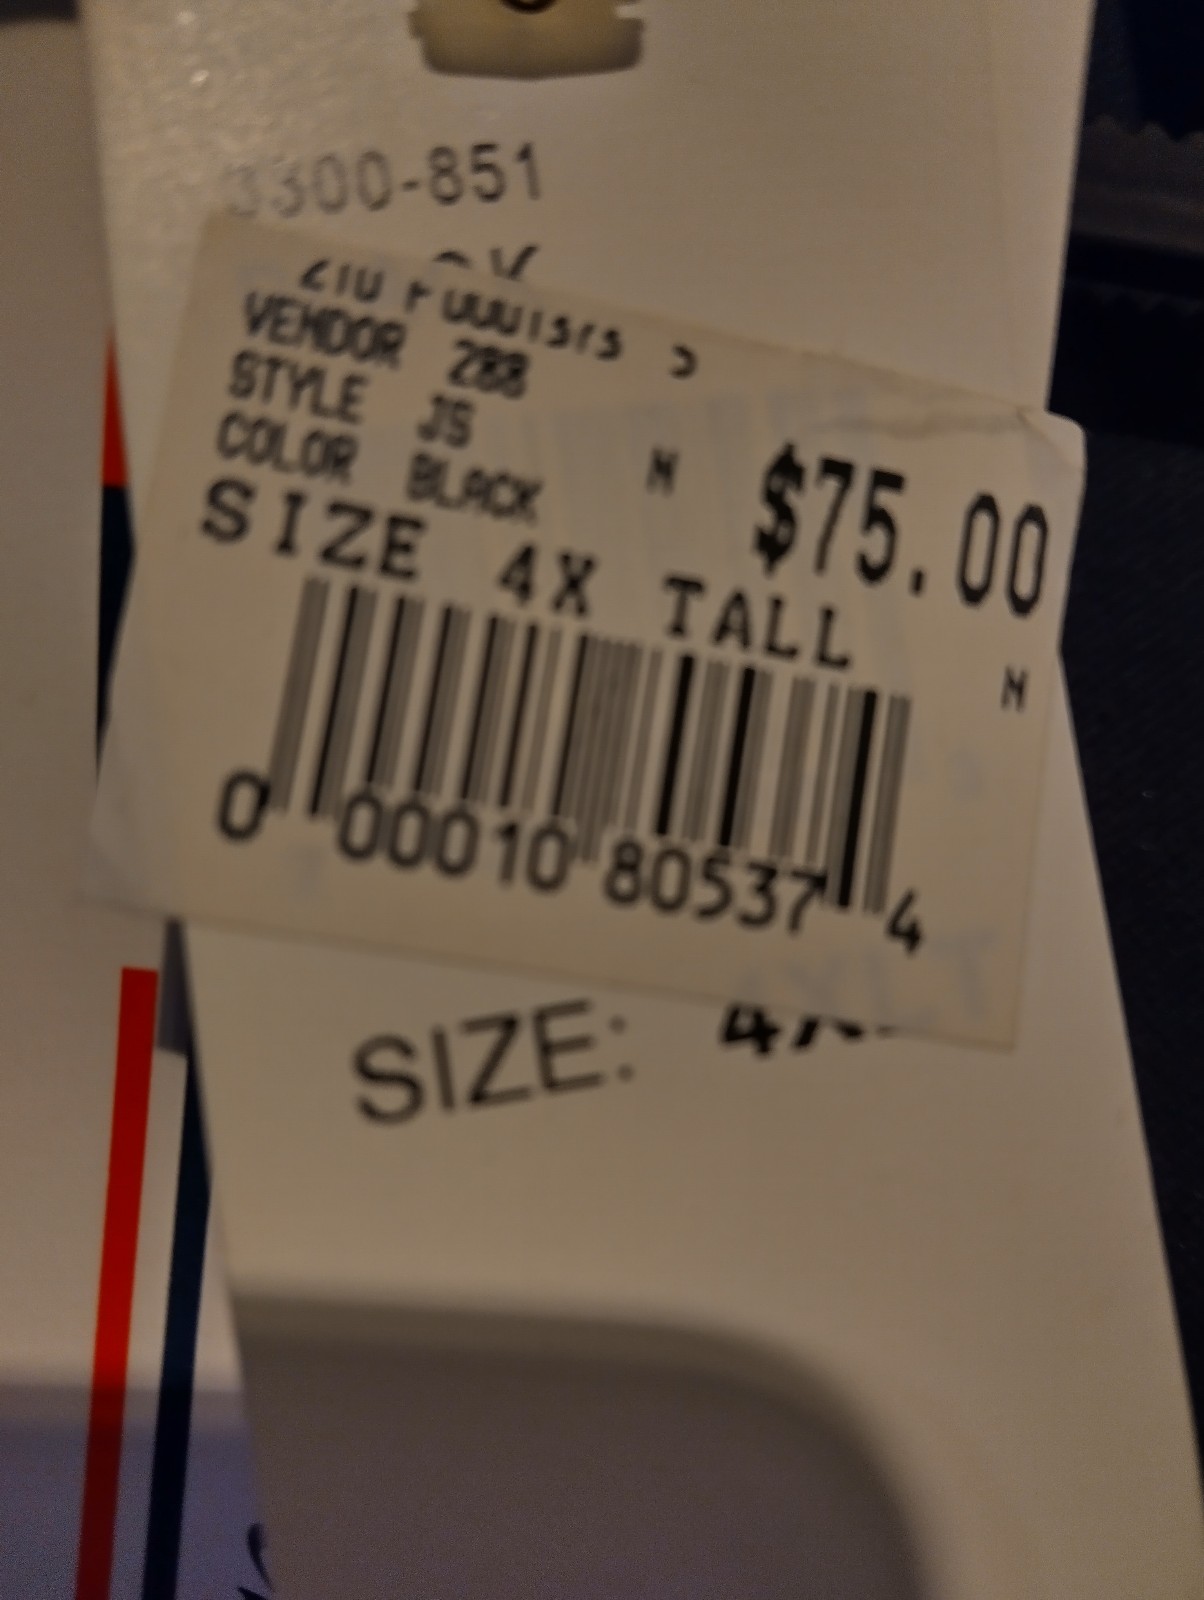 3300-851
VENDOR 288
STYLE JS
COLOR BLACK
M $75.00
SIZE 4X TALL
M
0 00010 80537 4
SIZE: